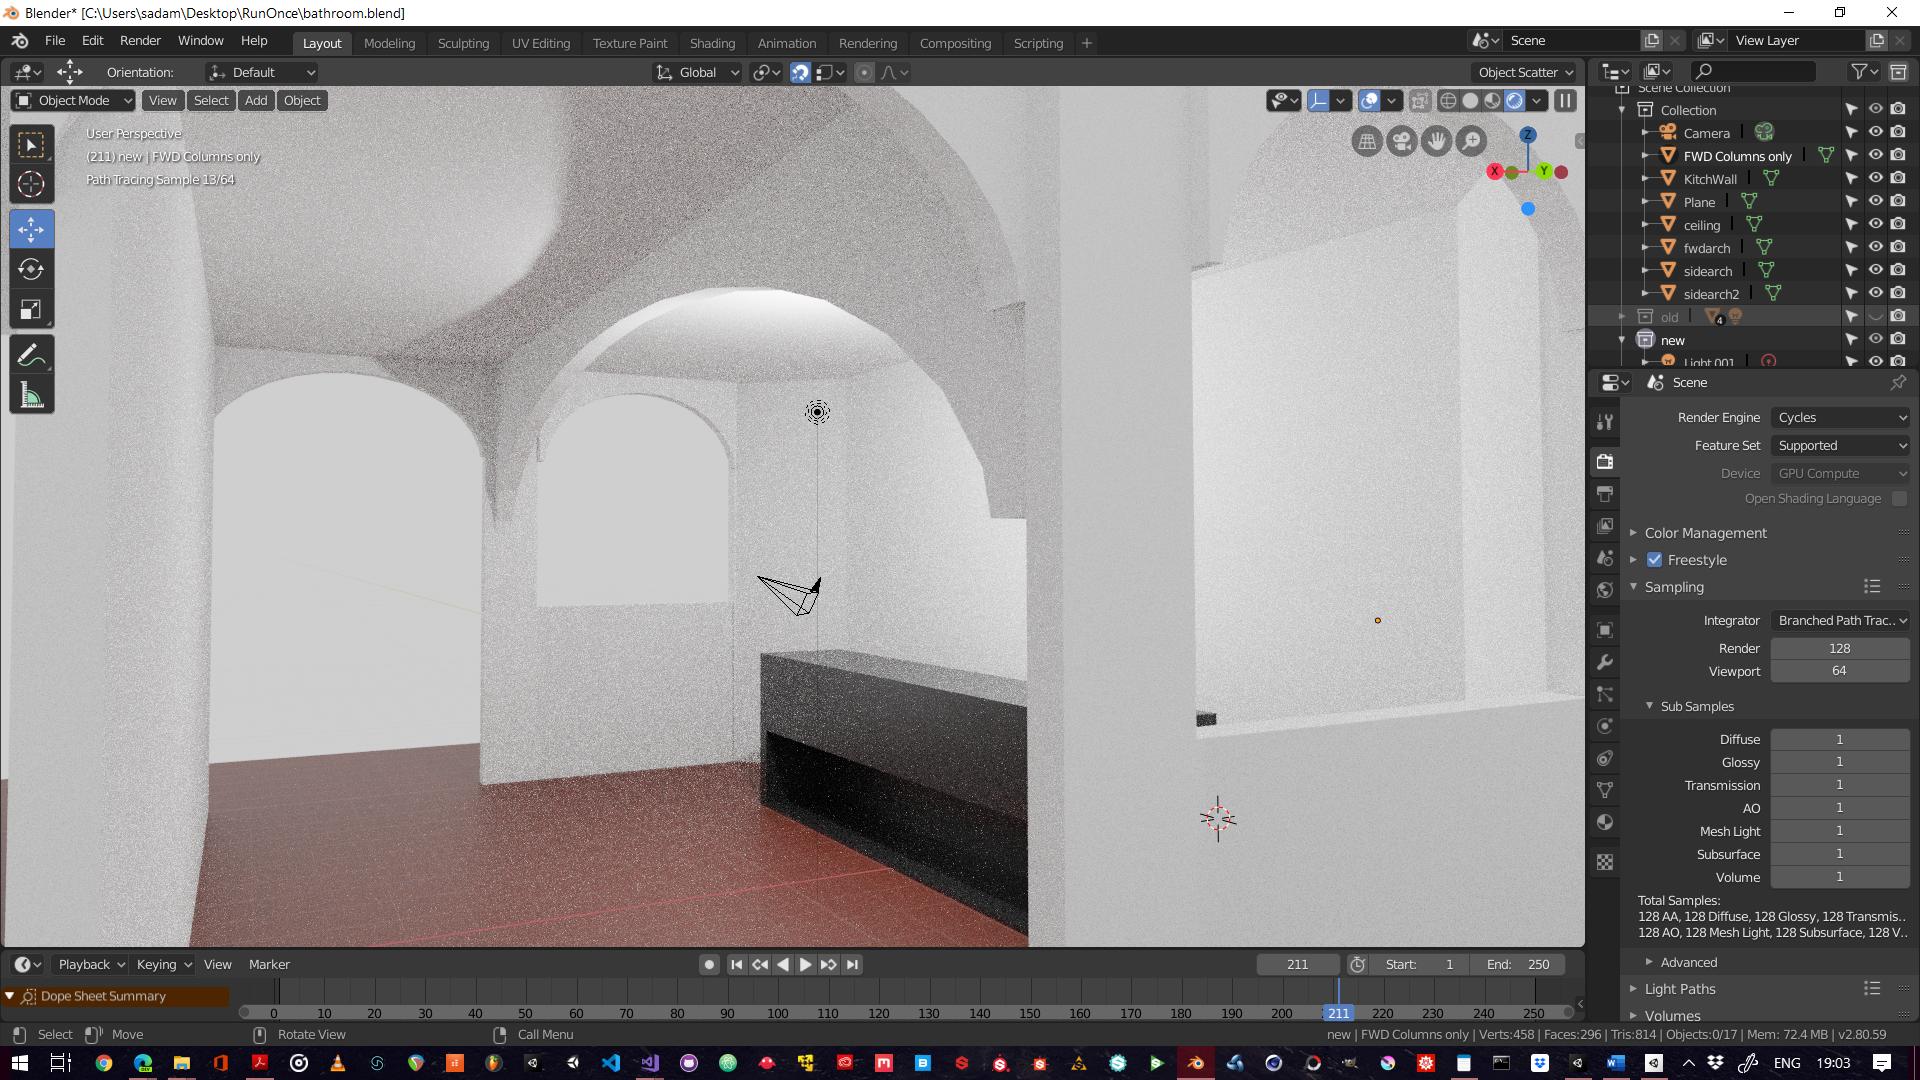 Blender* [C:\Users\sadam\Desktop\RunOnce\bathroom.blend]
File Edit Render Window Help Layout Modeling Sculpting UV Editing Texture Paint Shading Animation Rendering Compositing Scripting + Scene View Layer
Orientation: Default Global Object Scatter
Object Mode View Select Add Object
User Perspective
(211) new | FWD Columns only
Path Tracing Sample 13/64
Z
X Y
Scene Collection
Collection
Camera
FWD Columns only
KitchWall
Plane
ceiling
fwdarch
sidearch
sidearch2
old 4
new
Light.001
Scene
Render Engine Cycles
Feature Set Supported
Device GPU Compute
Open Shading Language
Color Management
Freestyle
Sampling
Integrator Branched Path Trac..
Render 128
Viewport 64
Sub Samples
Diffuse 1
Glossy 1
Transmission 1
AO 1
Mesh Light 1
Subsurface 1
Volume 1
Total Samples:
128 AA, 128 Diffuse, 128 Glossy, 128 Transmis..
128 AO, 128 Mesh Light, 128 Subsurface, 128 V..
Advanced
Light Paths
Volumes
Playback Keying View Marker 211 Start: 1 End: 250
Dope Sheet Summary
0 10 20 30 40 50 60 70 80 90 100 110 120 130 140 150 160 170 180 190 200 211 220 230 240 250
Select Move Rotate View Call Menu new | FWD Columns only | Verts:458 | Faces:296 | Tris:814 | Objects:0/17 | Mem: 72.4 MB | v2.80.59
ENG 19:03